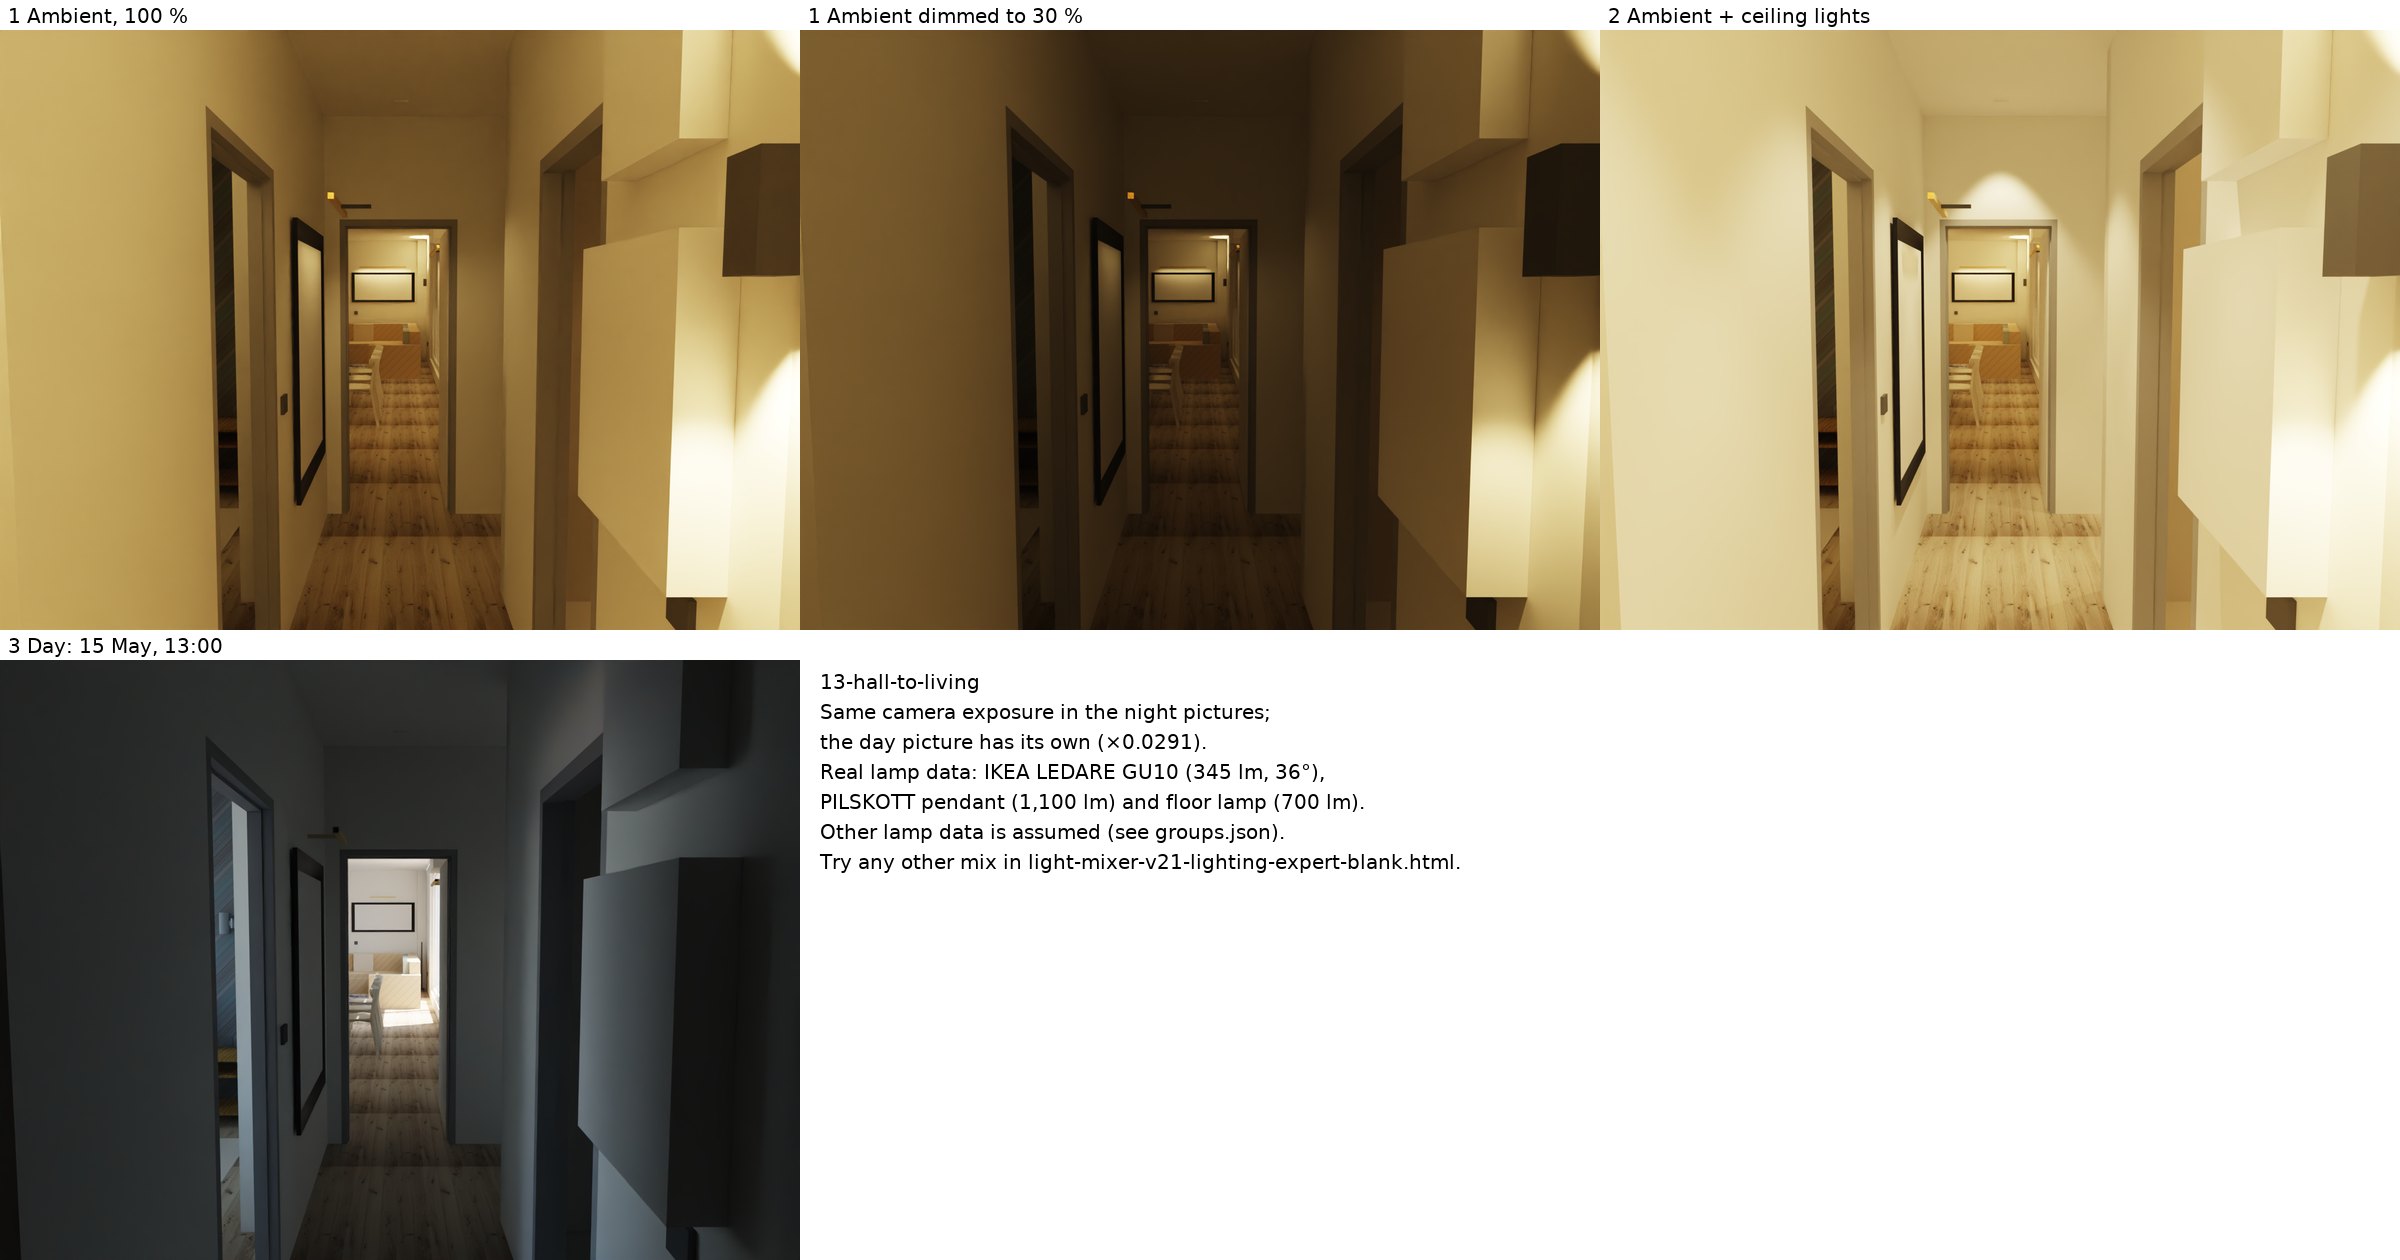 1 Ambient, 100 %
1 Ambient dimmed to 30 %
2 Ambient + ceiling lights
3 Day: 15 May, 13:00
13-hall-to-living
Same camera exposure in the night pictures;
the day picture has its own (×0.0291).
Real lamp data: IKEA LEDARE GU10 (345 lm, 36°),
PILSKOTT pendant (1,100 lm) and floor lamp (700 lm).
Other lamp data is assumed (see groups.json).
Try any other mix in light-mixer-v21-lighting-expert-blank.html.